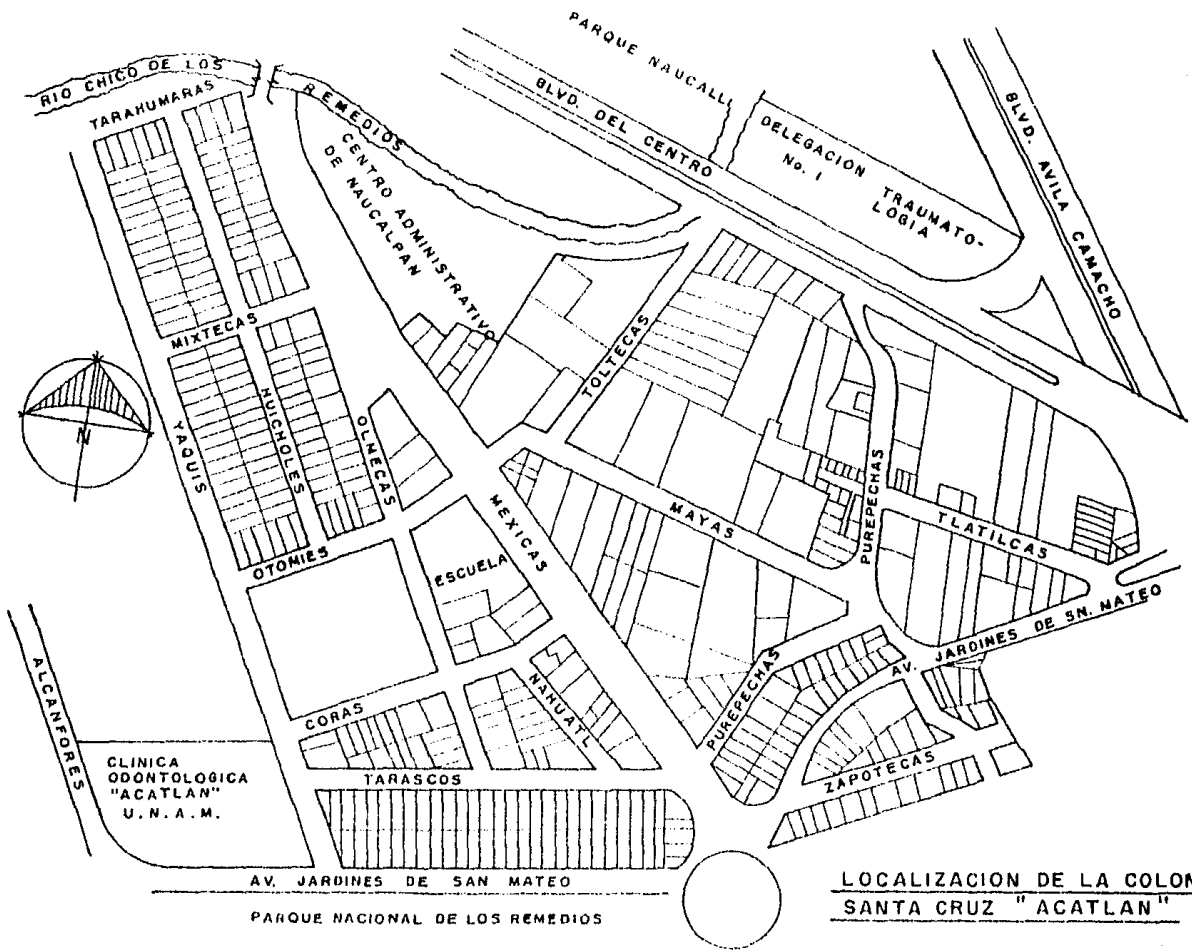 PARQUE NAUCALLI
RIO CHICO DE LOS
REMEDIOS
TARAHUMARAS
BLVD. DEL CENTRO
BLVD. AVILA CAMACHO
DELEGACION TRAUMATO-
No. 1
LOGIA
CENTRO ADMINISTRATIVO
DE NAUCALPAN
MIXTECAS
TOLTECAS
N
YAQUIS
HUICHOLES
OLMECAS
MEXICAS
MAYAS
PUREPECHAS
TLATILCAS
OTOMIES
ESCUELA
AV. JARDINES DE SN. MATEO
ALCANFORES
NAHUATL
PUREPECHAS
CORAS
CLINICA
ODONTOLOGICA
"ACATLAN"
U.N.A.M.
TARASCOS
ZAPOTECAS
AV. JARDINES DE SAN MATEO
PARQUE NACIONAL DE LOS REMEDIOS
LOCALIZACION DE LA COLON
SANTA CRUZ "ACATLAN"